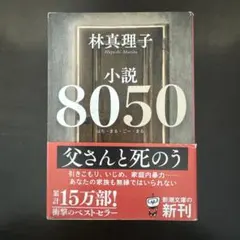 林真理子
Hayashi Mariko
小説
8050
はち・まる・ごー・まる
父さんと死のう
引きこもり、いじめ、家庭内暴力――
あなたの家族も無縁ではいられない
累計15万部!
衝撃のベストセラー
新潮文庫の
新刊